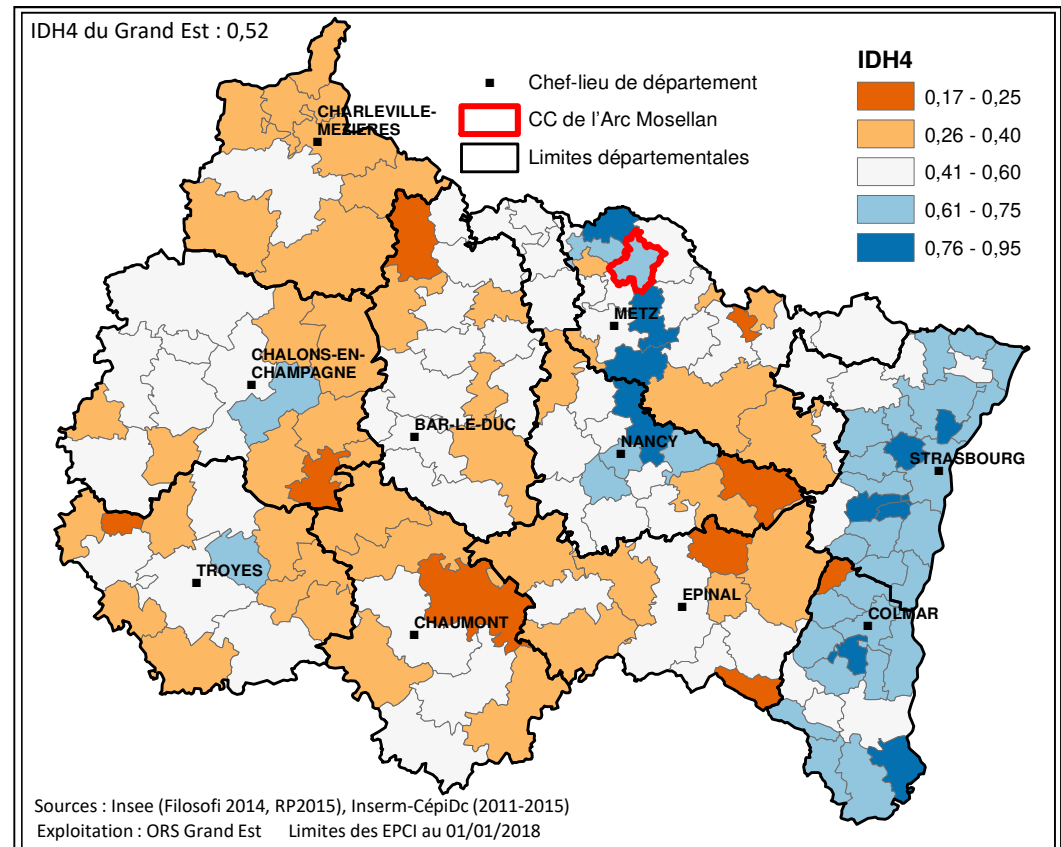 IDH4 du Grand Est : 0,52
Chef-lieu de département
CC de l'Arc Mosellan
Limites départementales
IDH4
0,17 - 0,25
0,26 - 0,40
0,41 - 0,60
0,61 - 0,75
0,76 - 0,95
CHARLEVILLE-
MEZIERES
METZ
CHALONS-EN-
CHAMPAGNE
BAR-LE-DUC
NANCY
STRASBOURG
TROYES
EPINAL
CHAUMONT
COLMAR
Sources : Insee (Filosofi 2014, RP2015), Inserm-CépiDc (2011-2015)
Exploitation : ORS Grand Est Limites des EPCI au 01/01/2018